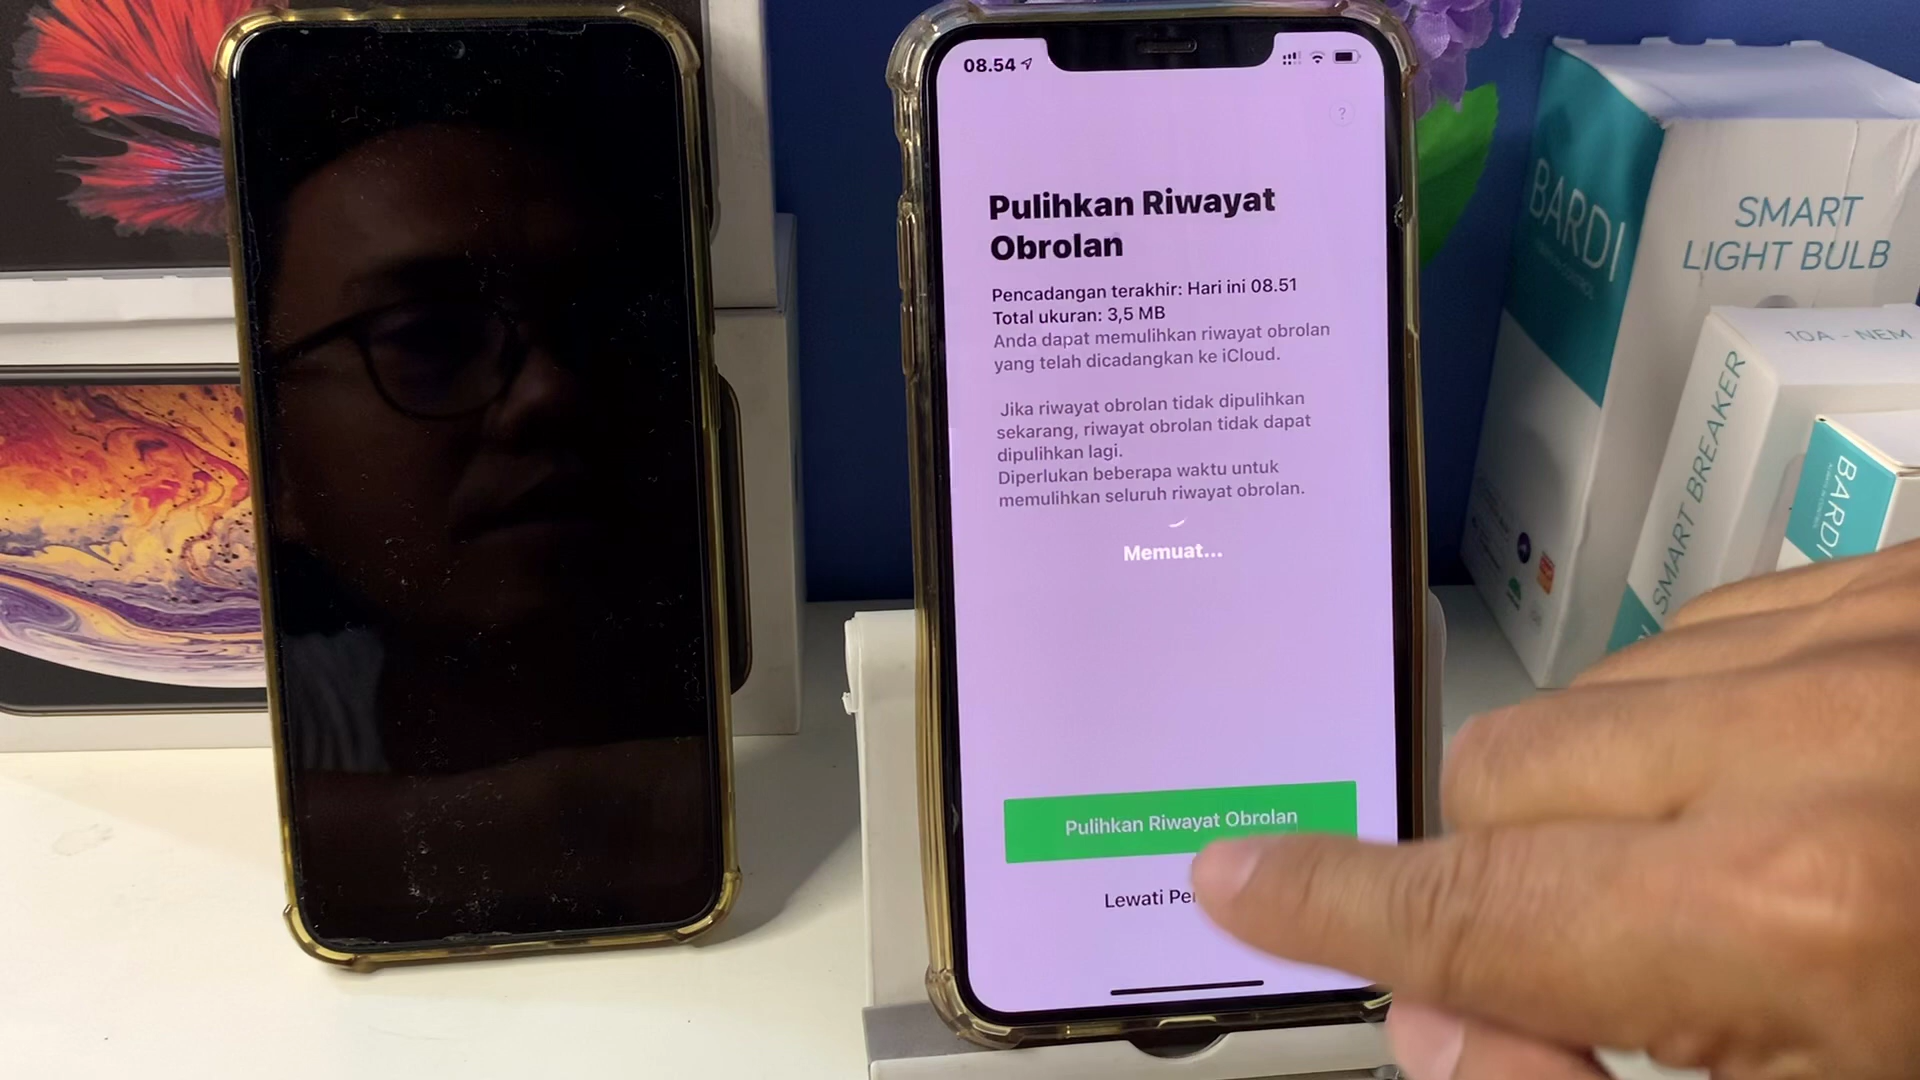 08.54
?
Pulihkan Riwayat
Obrolan
Pencadangan terakhir: Hari ini 08.51
Total ukuran: 3,5 MB
Anda dapat memulihkan riwayat obrolan
yang telah dicadangkan ke iCloud.
Jika riwayat obrolan tidak dipulihkan
sekarang, riwayat obrolan tidak dapat
dipulihkan lagi.
Diperlukan beberapa waktu untuk
memulihkan seluruh riwayat obrolan.
Memuat...
Pulihkan Riwayat Obrolan
Lewati
BARDI
SMART
LIGHT BULB
10A - NEM
SMART BREAKER
BARDI